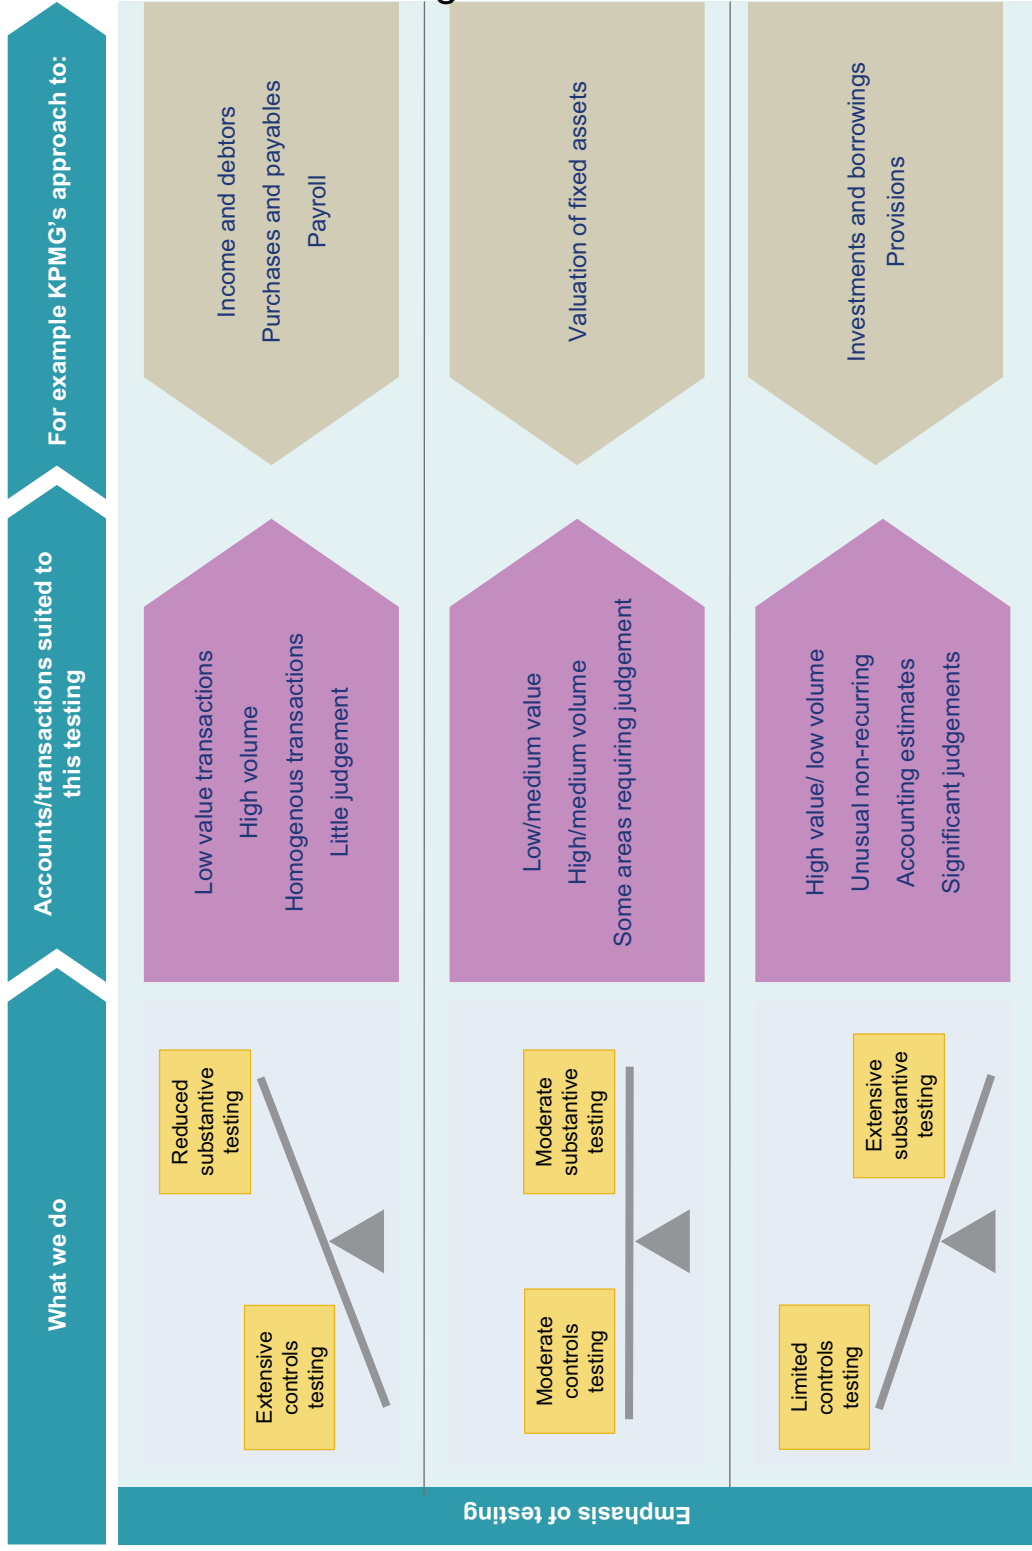 What we do
Accounts/transactions suited to
this testing
For example KPMG's approach to:
Emphasis of testing
Extensive
controls
testing
Reduced
substantive
testing
Low value transactions
High volume
Homogenous transactions
Little judgement
Income and debtors
Purchases and payables
Payroll
Moderate
controls
testing
Moderate
substantive
testing
Low/medium value
High/medium volume
Some areas requiring judgement
Valuation of fixed assets
Limited
controls
testing
Extensive
substantive
testing
High value/ low volume
Unusual non-recurring
Accounting estimates
Significant judgements
Investments and borrowings
Provisions